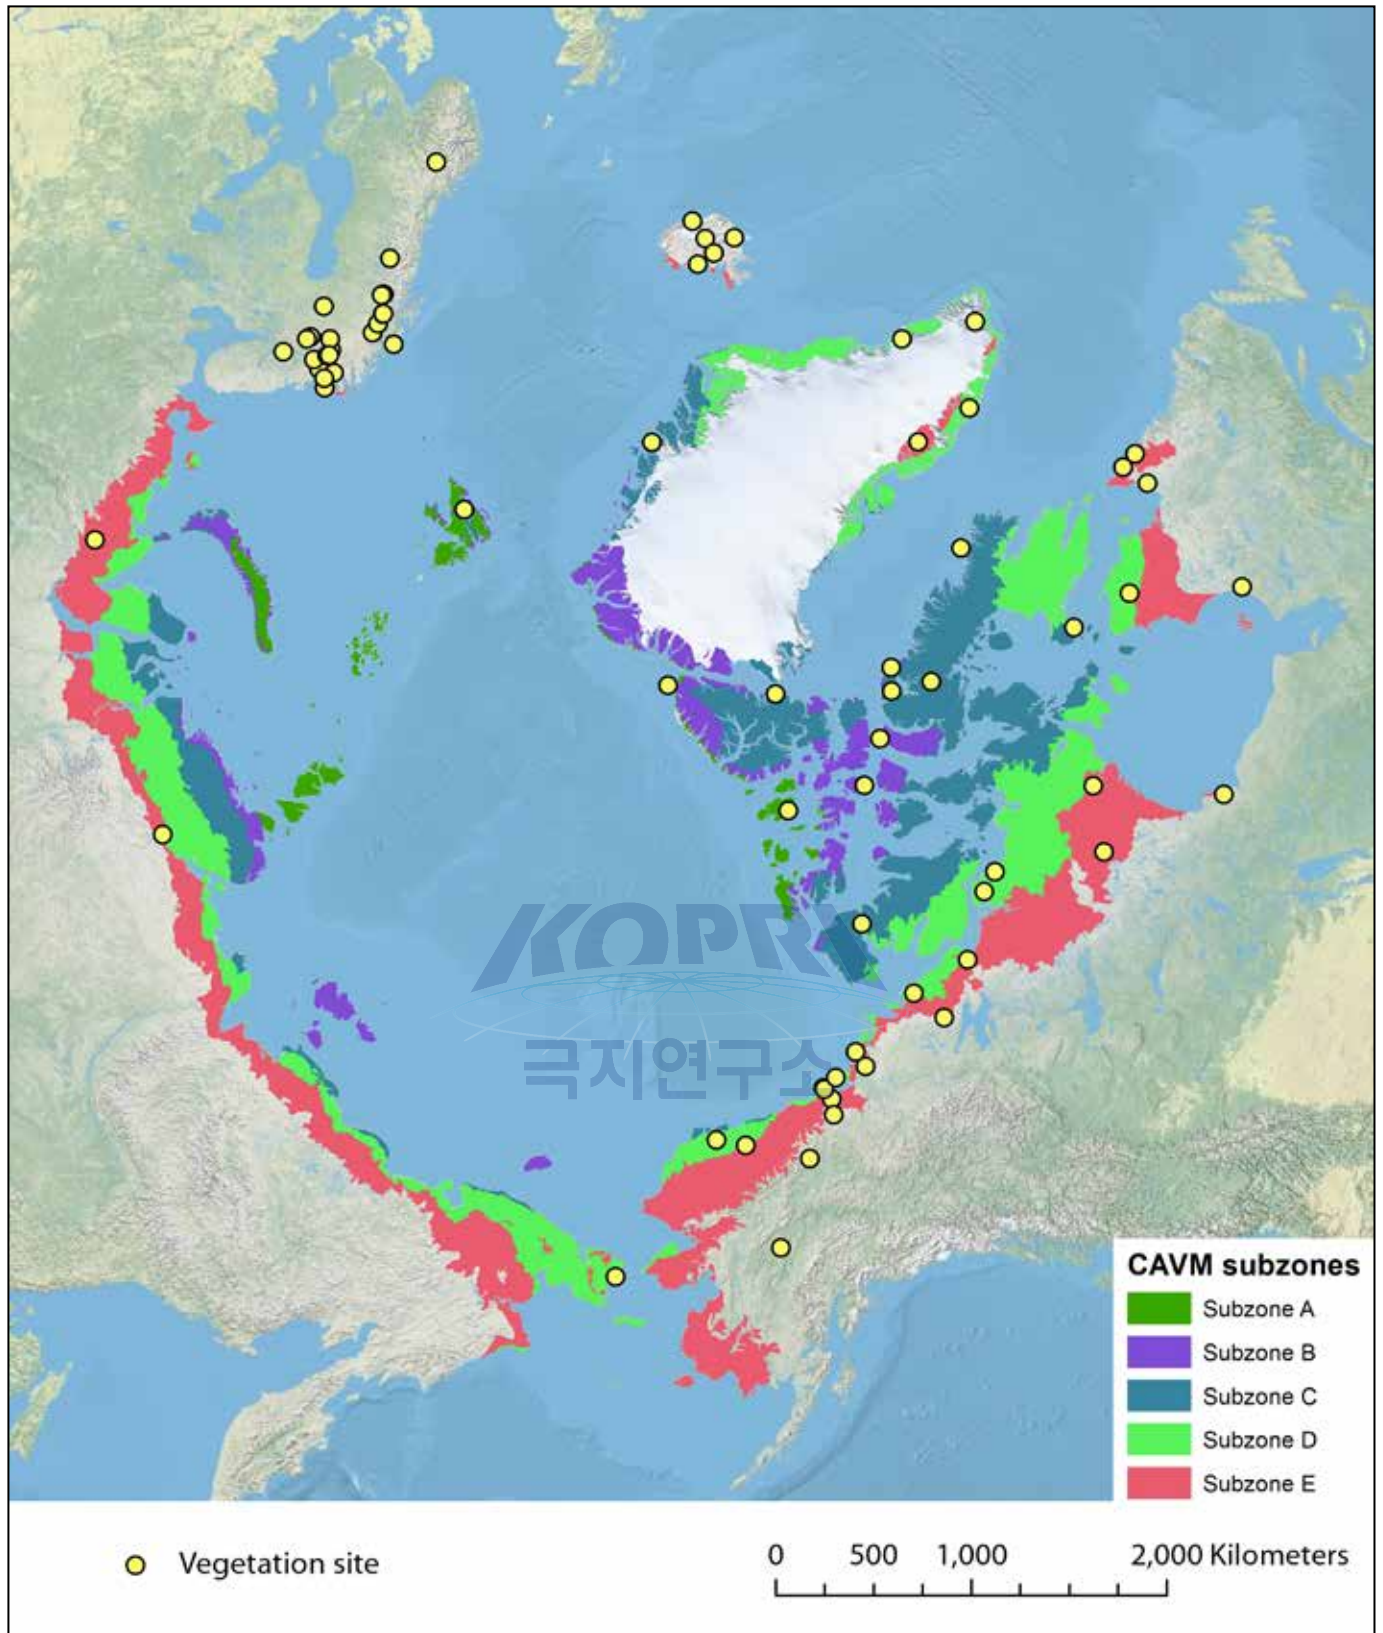 KOPRI
극지연구소
CAVM subzones
Subzone A
Subzone B
Subzone C
Subzone D
Subzone E
Vegetation site
0 500 1,000 2,000 Kilometers